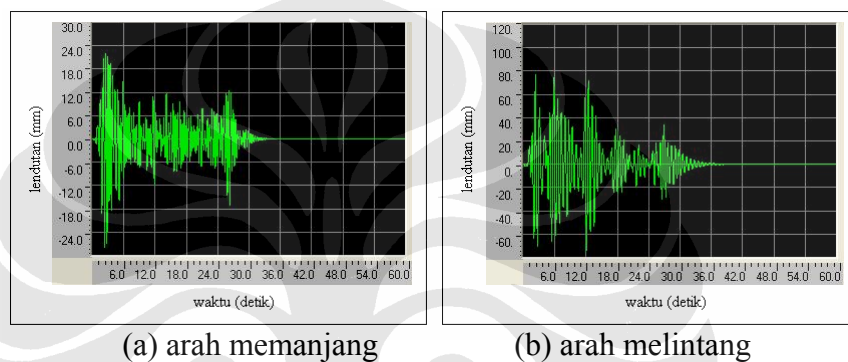 30.0
24.0
18.0
12.0
6.0
0.0
-6.0
-12.0
-18.0
-24.0
lendutan (mm)
6.0 12.0 18.0 24.0 30.0 36.0 42.0 48.0 54.0 60.0
waktu (detik)
120.
100.
80.
60.
40.
20.
0.
-20.
-40.
-60.
lendutan (mm)
6.0 12.0 18.0 24.0 30.0 36.0 42.0 48.0 54.0 60.0
waktu (detik)
(a) arah memanjang
(b) arah melintang